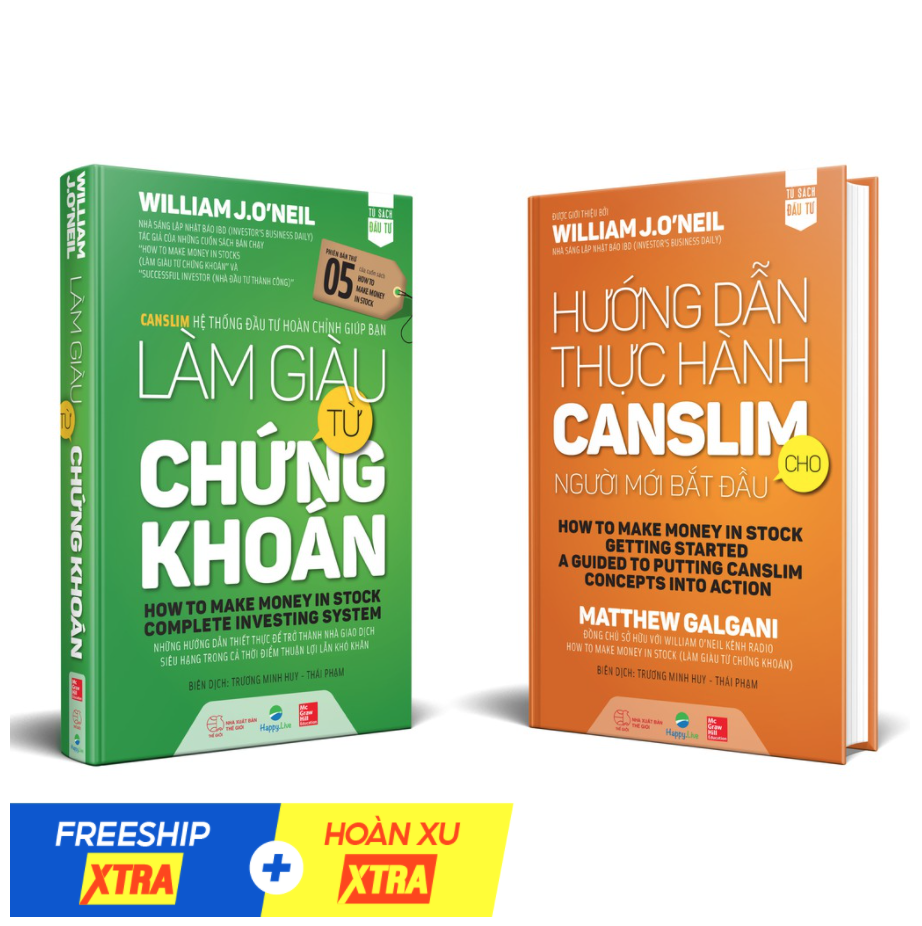 WILLIAM
J.O'NEIL
LÀM GIÀU
TỪ
CHỨNG KHOÁN
WILLIAM J.O'NEIL
NHÀ SÁNG LẬP NHẬT BÁO IBD (INVESTOR'S BUSINESS DAILY)
TÁC GIẢ CỦA NHỮNG CUỐN SÁCH BÁN CHẠY
"HOW TO MAKE MONEY IN STOCKS
(LÀM GIÀU TỪ CHỨNG KHOÁN)" VÀ
"SUCCESSFUL INVESTOR (NHÀ ĐẦU TƯ THÀNH CÔNG)"
TỦ SÁCH
ĐẦU TƯ
PHIÊN BẢN THỨ
05
của cuốn sách
HOW TO
MAKE MONEY
IN STOCK
CANSLIM HỆ THỐNG ĐẦU TƯ HOÀN CHỈNH GIÚP BẠN
LÀM GIÀU
TỪ
CHỨNG
KHOÁN
HOW TO MAKE MONEY IN STOCK
COMPLETE INVESTING SYSTEM
NHỮNG HƯỚNG DẪN THIẾT THỰC ĐỂ TRỞ THÀNH NHÀ GIAO DỊCH
SIÊU HẠNG TRONG CẢ THỜI ĐIỂM THUẬN LỢI LẪN KHÓ KHĂN
BIÊN DỊCH: TRƯƠNG MINH HUY - THÁI PHẠM
NHÀ XUẤT BẢN
THẾ GIỚI
THẾ GIỚI
Happy.Live
Mc
Graw
Hill
Education
TỦ SÁCH
ĐẦU TƯ
ĐƯỢC GIỚI THIỆU BỞI
WILLIAM J.O'NEIL
NHÀ SÁNG LẬP NHẬT BÁO IBD (INVESTOR'S BUSINESS DAILY)
HƯỚNG DẪN
THỰC HÀNH
CANSLIM
CHO
NGƯỜI MỚI BẮT ĐẦU
HOW TO MAKE MONEY IN STOCK
GETTING STARTED
A GUIDED TO PUTTING CANSLIM
CONCEPTS INTO ACTION
MATTHEW GALGANI
ĐỒNG CHỦ SỞ HỮU VỚI WILLIAM O'NEIL KÊNH RADIO
HOW TO MAKE MONEY IN STOCK (LÀM GIÀU TỪ CHỨNG KHOÁN)
BIÊN DỊCH: TRƯƠNG MINH HUY - THÁI PHẠM
NHÀ XUẤT BẢN
THẾ GIỚI
THẾ GIỚI
Happy.Live
Mc
Graw
Hill
Education
FREESHIP
XTRA
+
HOÀN XU
XTRA